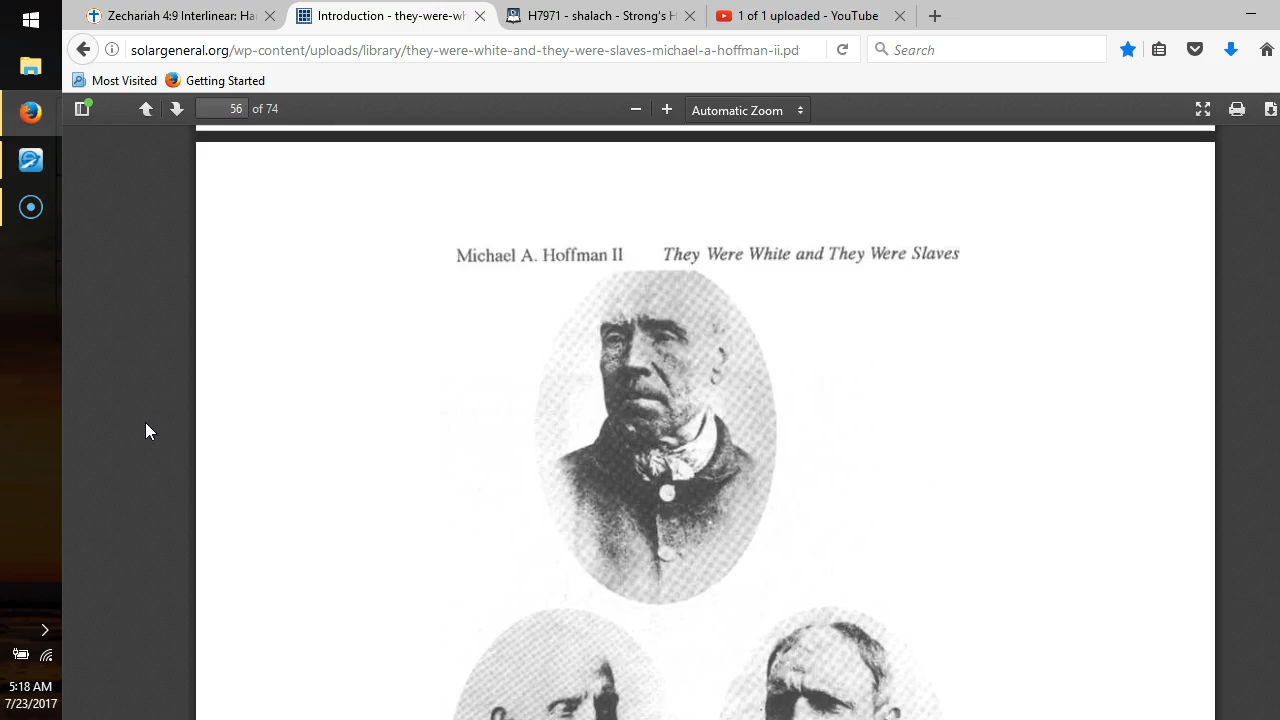 Zechariah 4:9 Interlinear: Ha
Introduction - they-were-wh
H7971 - shalach - Strong's H
1 of 1 uploaded - YouTube
solargeneral.org/wp-content/uploads/library/they-were-white-and-they-were-slaves-michael-a-hoffman-ii.pd
Search
Most Visited
Getting Started
56 of 74
Automatic Zoom
Michael A. Hoffman II They Were White and They Were Slaves
5:18 AM
7/23/2017